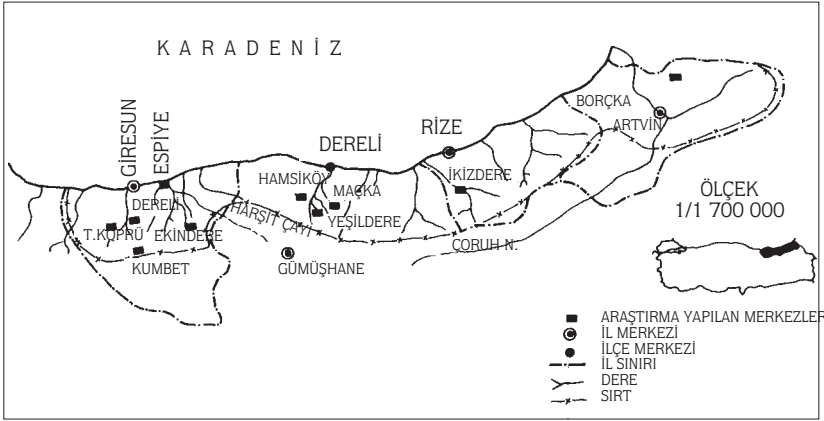 KARADENİZ
GİRESUN
ESPİYE
DERELİ
RİZE
BORÇKA
ARTVİN
HAMSİKÖY
MAÇKA
İKİZDERE
DERELİ
T.KÖPRÜ
EKİNDERE
HARŞİT ÇAYI
YEŞİLDERE
KUMBET
GÜMÜŞHANE
ÇORUH N.
ÖLÇEK
1/1 700 000
ARAŞTIRMA YAPILAN MERKEZLER
İL MERKEZİ
İLÇE MERKEZİ
İL SINIRI
DERE
SIRT